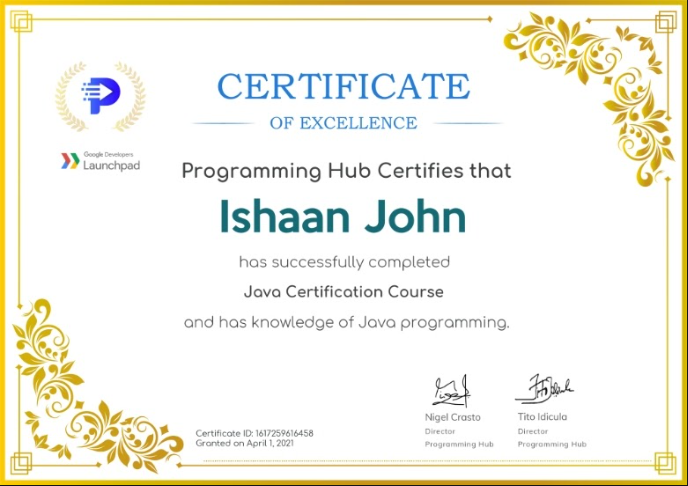 CERTIFICATE
OF EXCELLENCE
Google Developers
Launchpad
Programming Hub Certifies that
Ishaan John
has successfully completed
Java Certification Course
and has knowledge of Java programming.
Nigel Crasto
Director
Programming Hub
Tito Idicula
Director
Programming Hub
Certificate ID: 1617259616458
Granted on April 1, 2021